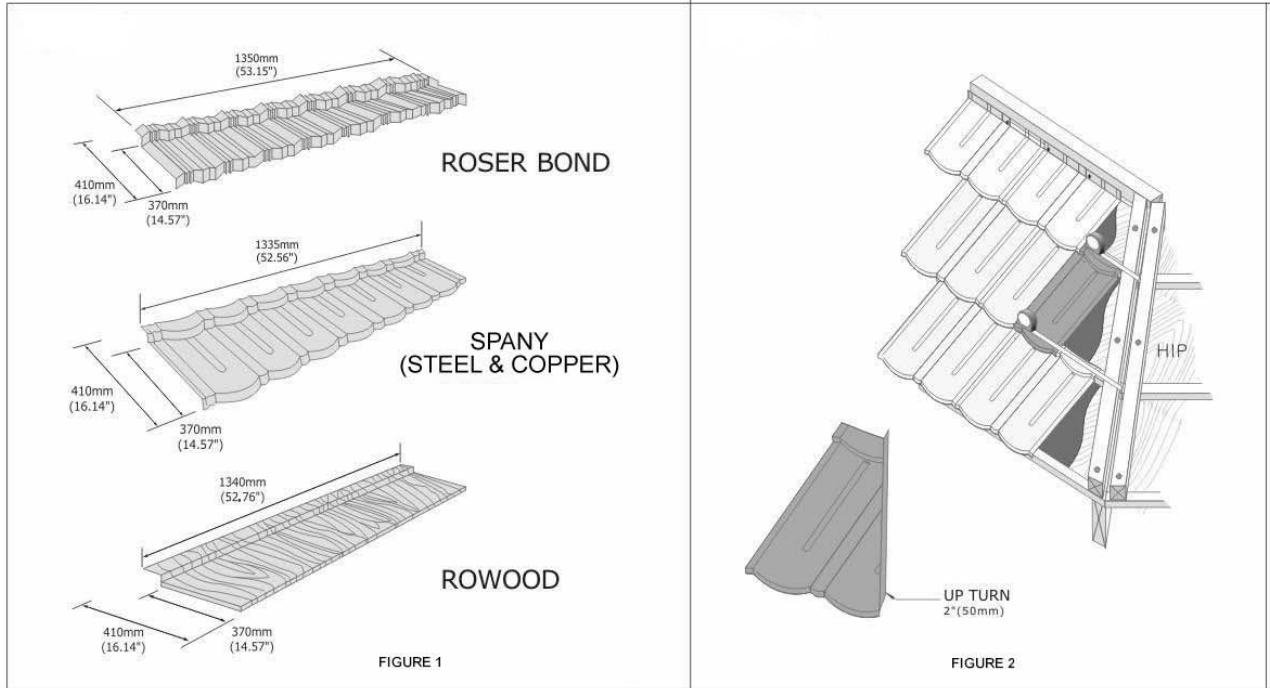 1350mm
(53.15")
ROSER BOND
410mm
(16.14")
370mm
(14.57")
1335mm
(52.56")
SPANY
(STEEL & COPPER)
410mm
(16.14")
370mm
(14.57")
1340mm
(52.76")
ROWOOD
410mm
(16.14")
370mm
(14.57")
FIGURE 1
HIP
UP TURN
2"(50mm)
FIGURE 2